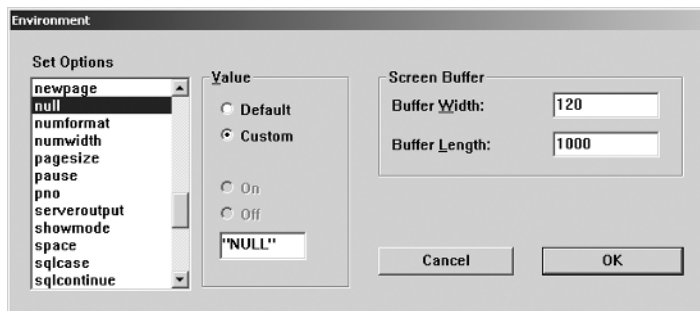 Environment
Set Options
newpage
null
numformat
numwidth
pagesize
pause
pno
serveroutput
showmode
space
sqlcase
sqlcontinue
Value
Default
Custom
On
Off
"NULL"
Screen Buffer
Buffer Width: 120
Buffer Length: 1000
Cancel
OK